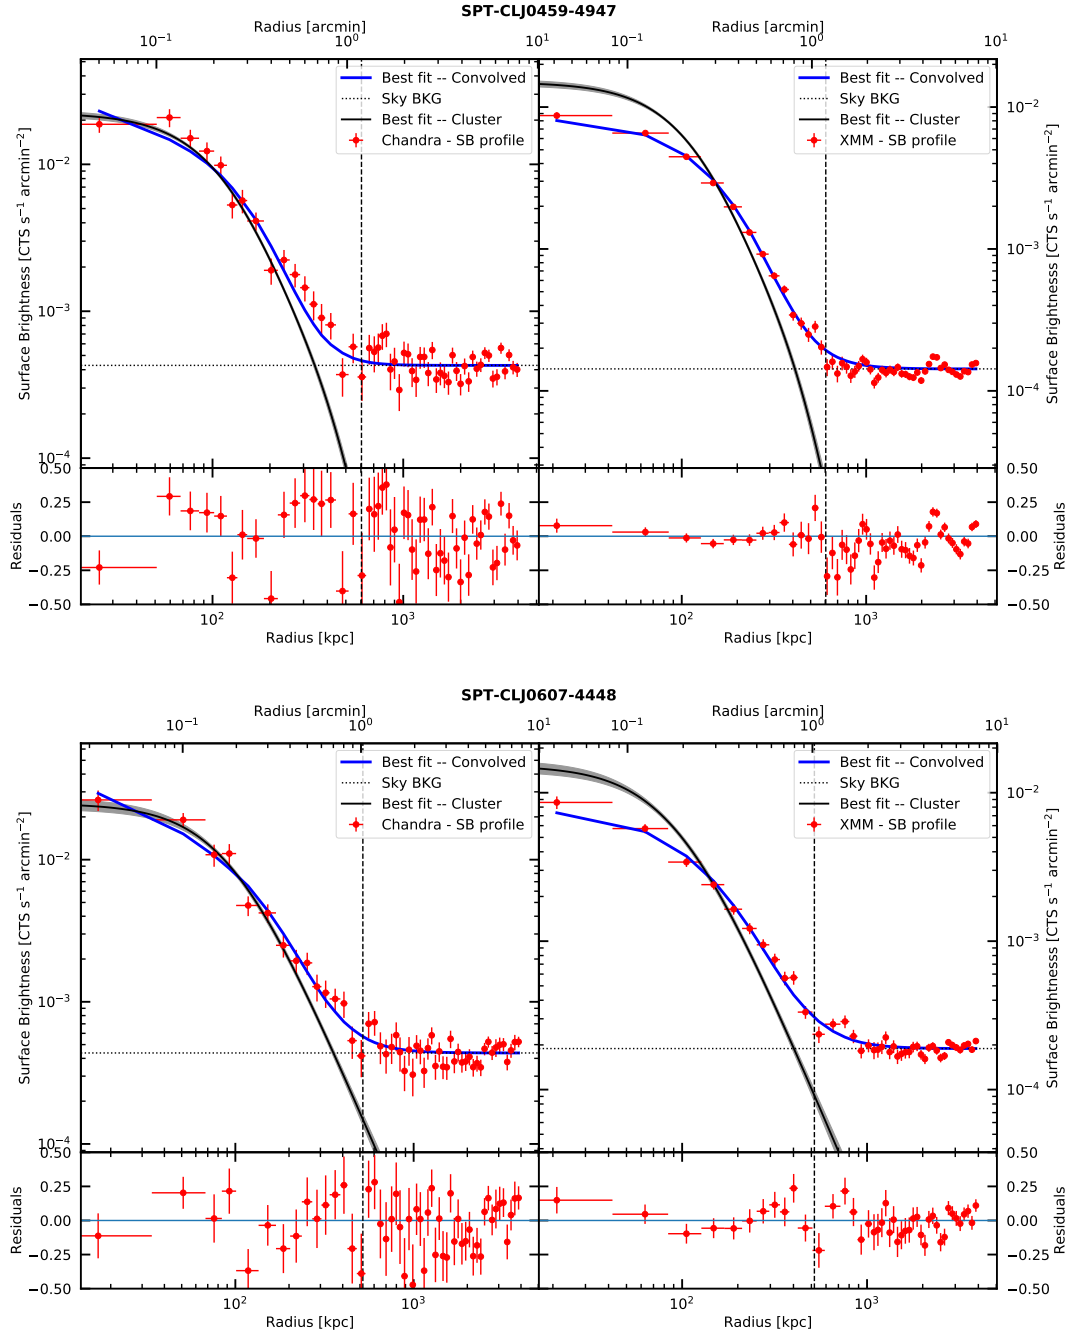 SPT-CLJ0459-4947
Radius [arcmin]
Radius [arcmin]
10⁻¹ 10⁰ 10¹ 10⁻¹ 10⁰ 10¹
Best fit -- Convolved
Sky BKG
Best fit -- Cluster
Chandra - SB profile
Best fit -- Convolved
Sky BKG
Best fit -- Cluster
XMM - SB profile
Surface Brightness [CTS s⁻¹ arcmin⁻²]
10⁻²
10⁻³
10⁻⁴
10⁻²
10⁻³
10⁻⁴
Surface Brightnesss [CTS s⁻¹ arcmin⁻²]
Residuals
0.50
0.25
0.00
−0.25
−0.50
0.50
0.25
0.00
−0.25
−0.50
Residuals
10² 10³ 10² 10³
Radius [kpc]
Radius [kpc]
SPT-CLJ0607-4448
Radius [arcmin]
Radius [arcmin]
10⁻¹ 10⁰ 10¹ 10⁻¹ 10⁰ 10¹
Best fit -- Convolved
Sky BKG
Best fit -- Cluster
Chandra - SB profile
Best fit -- Convolved
Sky BKG
Best fit -- Cluster
XMM - SB profile
Surface Brightness [CTS s⁻¹ arcmin⁻²]
10⁻²
10⁻³
10⁻⁴
10⁻²
10⁻³
10⁻⁴
Surface Brightnesss [CTS s⁻¹ arcmin⁻²]
Residuals
0.50
0.25
0.00
−0.25
−0.50
0.50
0.25
0.00
−0.25
−0.50
Residuals
10² 10³ 10² 10³
Radius [kpc]
Radius [kpc]